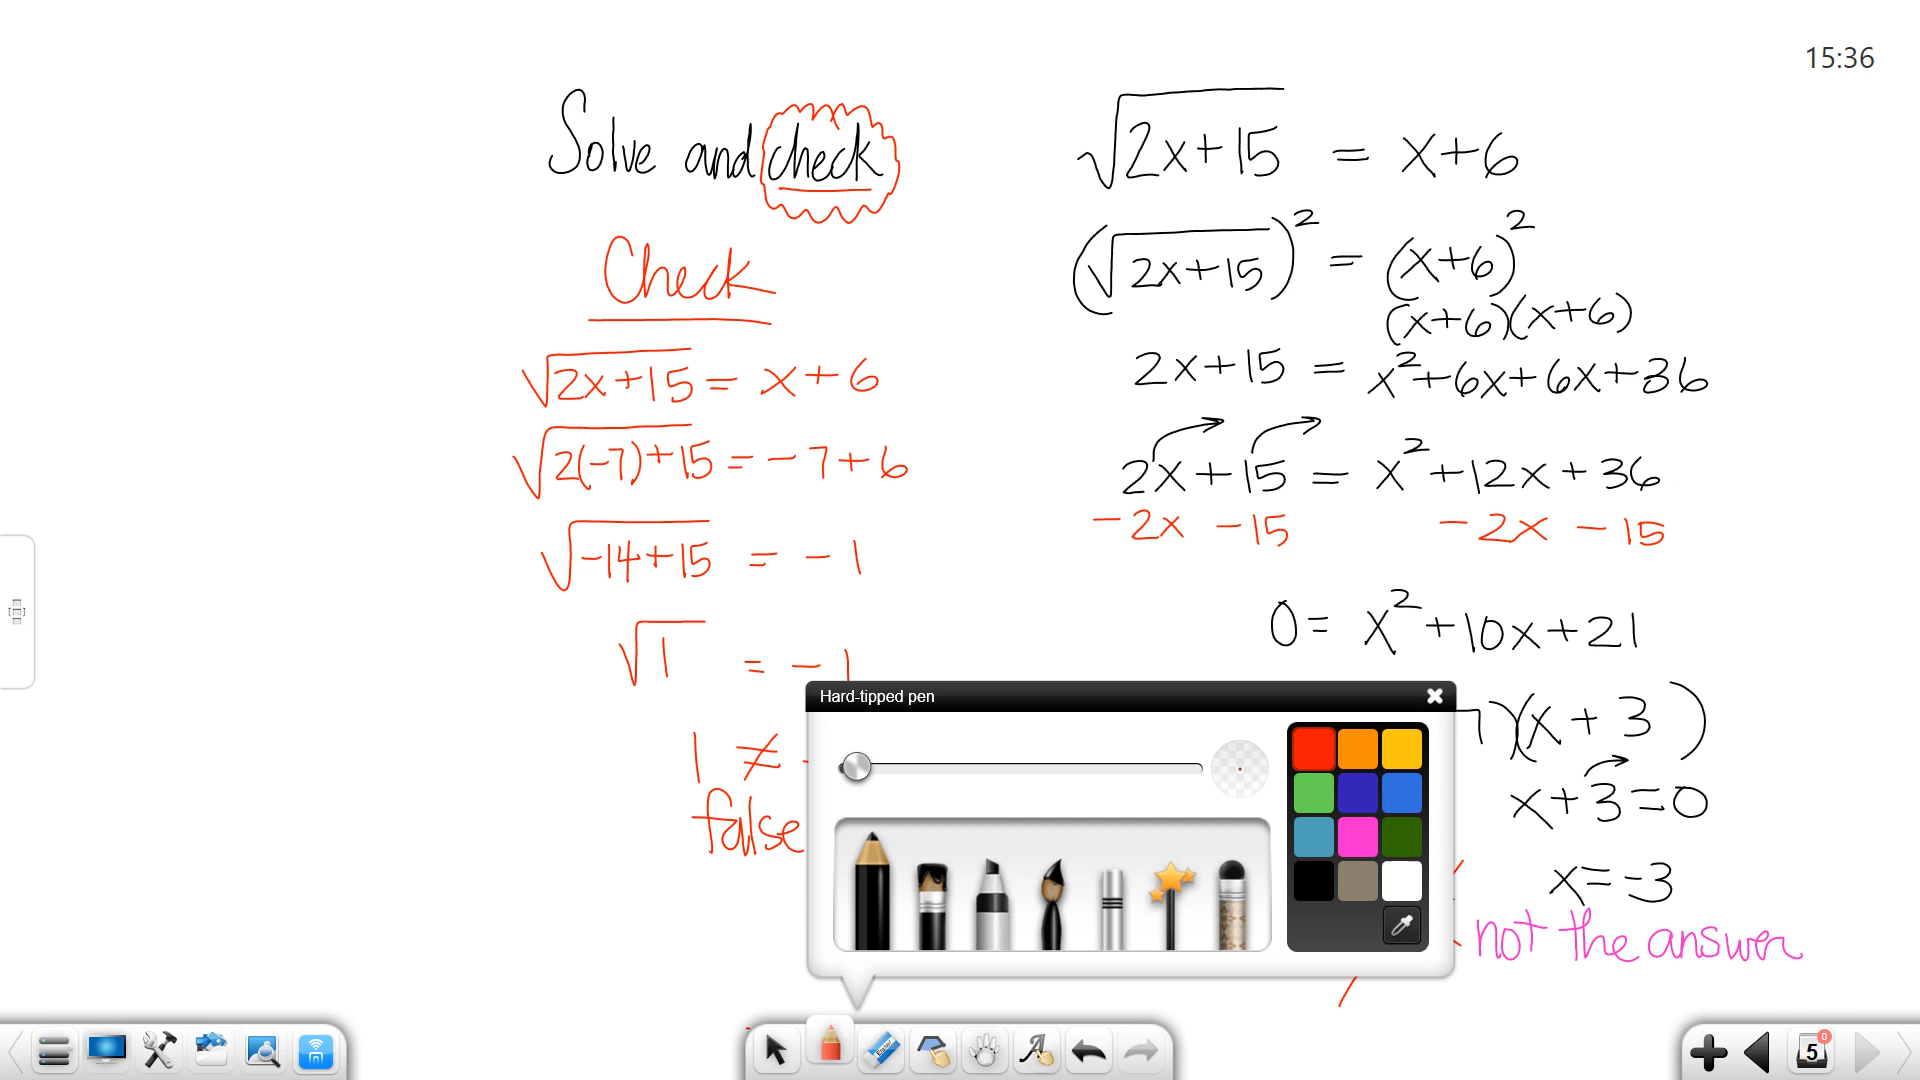 15:36
Solve and check
Check
√2x+15 = x+6
√2(-7)+15 = -7+6
√-14+15 = -1
√1 = -1
1 ≠ -
false
√2x+15 = x+6
(√2x+15)² = (x+6)²
(x+6)(x+6)
2x+15 = x²+6x+6x+36
2x+15 = x²+12x+36
-2x -15 -2x -15
0 = x²+10x+21
)(x+3)
x+3=0
x=-3
not the answer
Hard-tipped pen
Eraser
A
5
0